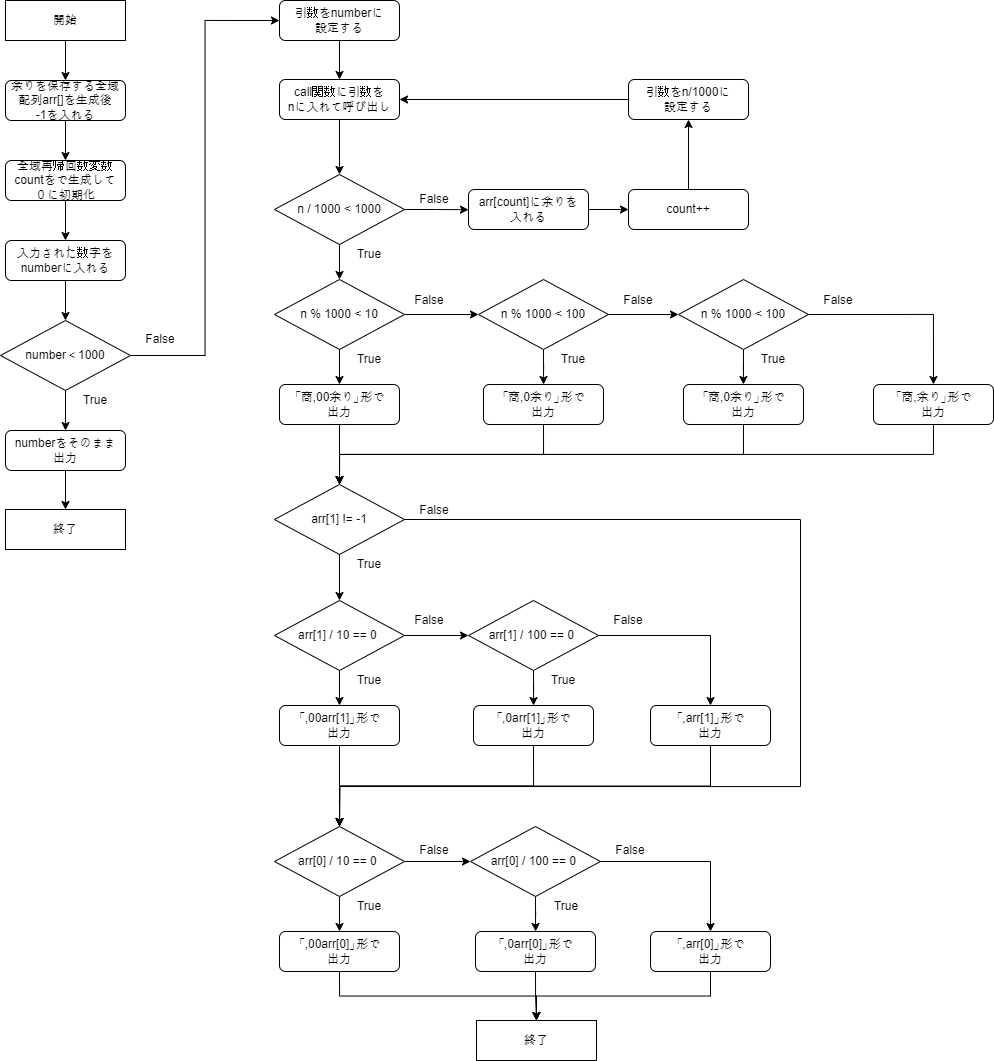 開始
余りを保存する全域
配列arr[]を生成後
-1を入れる
全域再帰回数変数
countをで生成して
０に初期化
入力された数字を
numberに入れる
number < 1000
False
True
numberをそのまま
出力
終了
引数をnumberに
設定する
call関数に引数を
nに入れて呼び出し
引数をn/1000に
設定する
n / 1000 < 1000
False
arr[count]に余りを
入れる
count++
True
n % 1000 < 10
False
n % 1000 < 100
False
n % 1000 < 100
False
True
True
True
「商,00余り」形で
出力
「商,0余り」形で
出力
「商,0余り」形で
出力
「商,余り」形で
出力
arr[1] != -1
False
True
arr[1] / 10 == 0
False
arr[1] / 100 == 0
False
True
True
「,00arr[1]」形で
出力
「,0arr[1]」形で
出力
「,arr[1]」形で
出力
arr[0] / 10 == 0
False
arr[0] / 100 == 0
False
True
True
「,00arr[0]」形で
出力
「,0arr[0]」形で
出力
「,arr[0]」形で
出力
終了